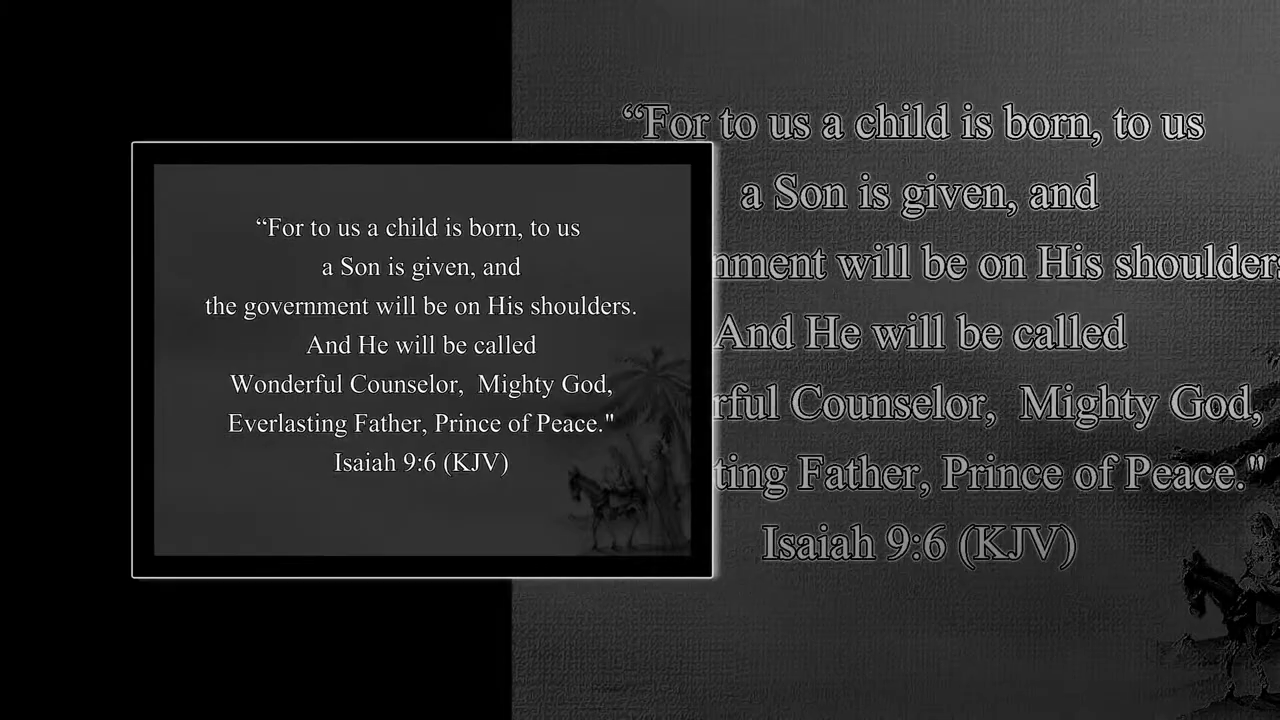 “For to us a child is born, to us
a Son is given, and
the government will be on His shoulders.
And He will be called
Wonderful Counselor,  Mighty God,
Everlasting Father, Prince of Peace."
Isaiah 9:6 (KJV)
“For to us a child is born, to us
a Son is given, and
will be on His shoulders
And He will be called
Counselor,  Mighty God,
Father, Prince of Peace."
Isaiah 9:6 (KJV)